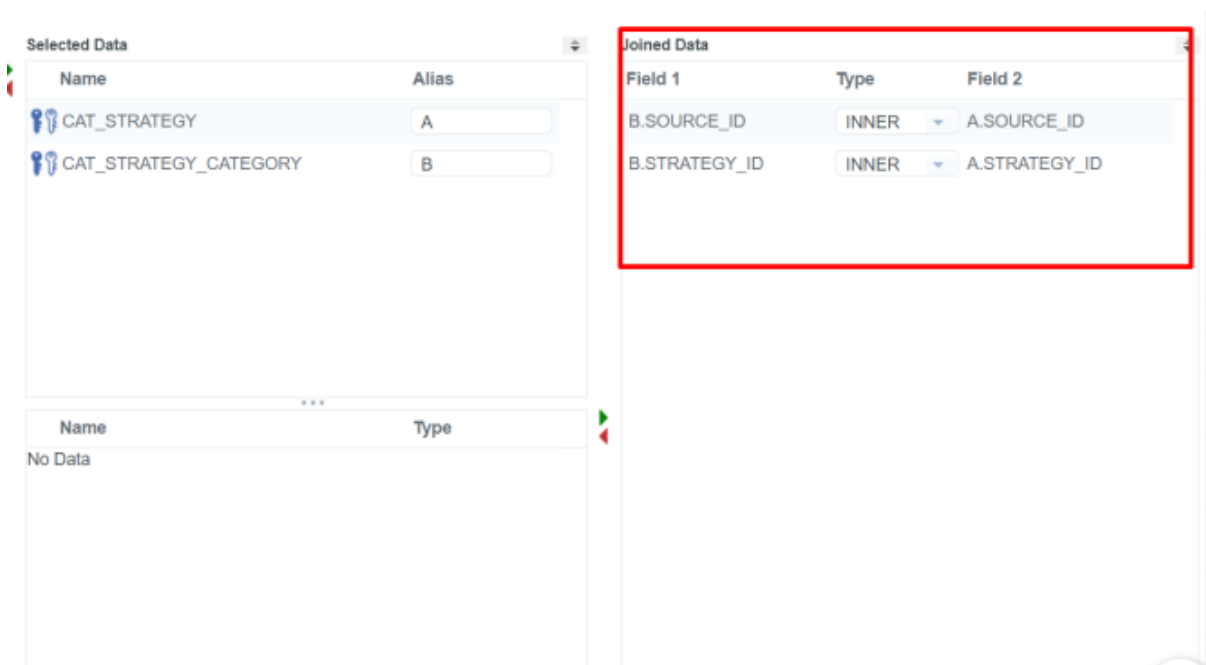 Selected Data
Name Alias
CAT_STRATEGY A
CAT_STRATEGY_CATEGORY B
Name Type
No Data
Joined Data
Field 1 Type Field 2
B.SOURCE_ID INNER A.SOURCE_ID
B.STRATEGY_ID INNER A.STRATEGY_ID